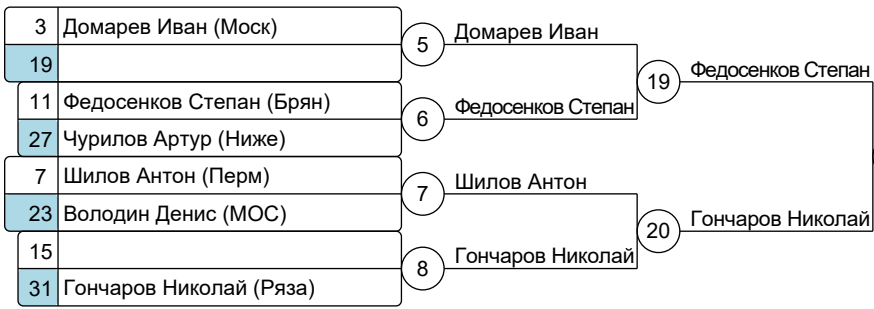 3 Домарев Иван (Моск)
19
5 Домарев Иван
11 Федосенков Степан (Брян)
27 Чурилов Артур (Ниже)
6 Федосенков Степан
19 Федосенков Степан
7 Шилов Антон (Перм)
23 Володин Денис (МОС)
7 Шилов Антон
15
31 Гончаров Николай (Ряза)
8 Гончаров Николай
20 Гончаров Николай